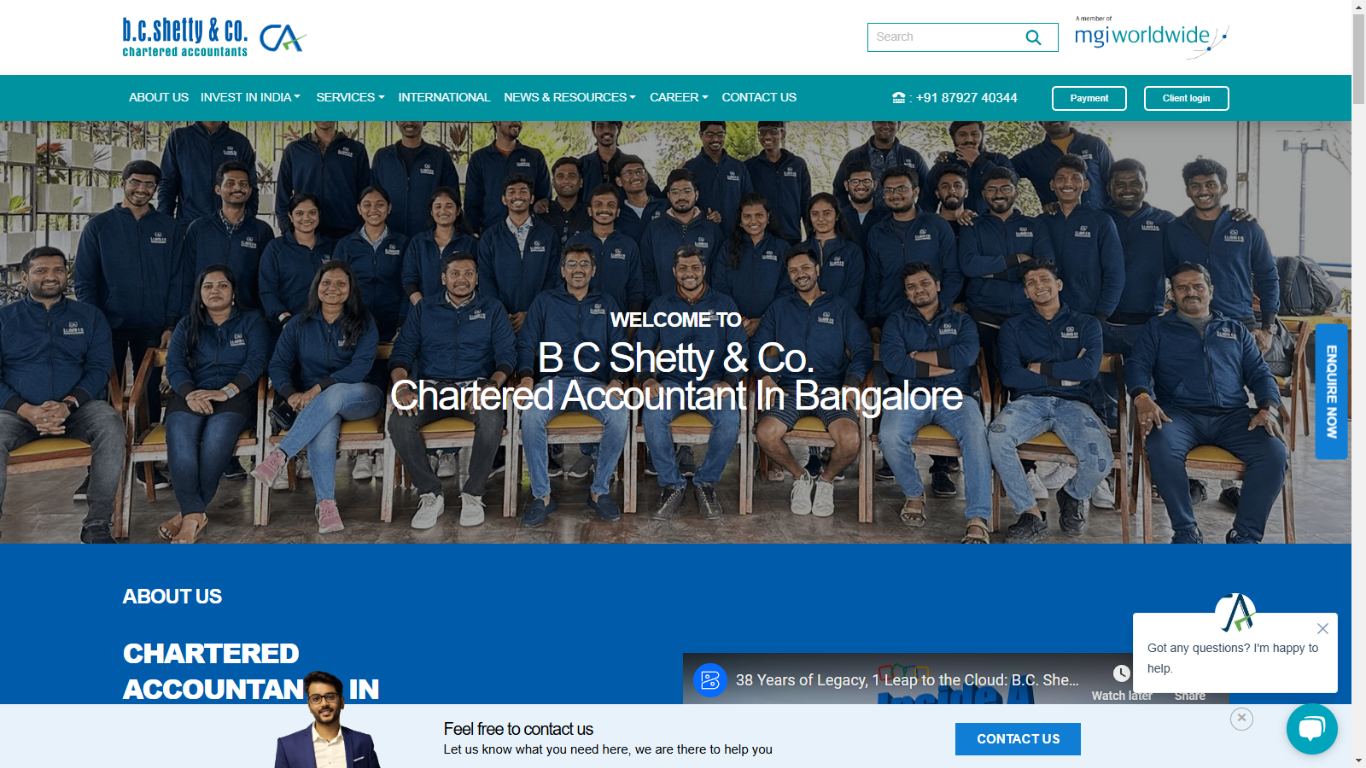 b.c.shetty & co.
chartered accountants
CA
Search
A member of
mgiworldwide
ABOUT US INVEST IN INDIA SERVICES INTERNATIONAL NEWS & RESOURCES CAREER CONTACT US : +91 87927 40344 Payment Client login
WELCOME TO
B C Shetty & Co.
Chartered Accountant In Bangalore
ENQUIRE NOW
ABOUT US
CHARTERED
IN
38 Years of Legacy, 1 Leap to the Cloud: B.C. She...
Watch later Share
Inside A
Got any questions? I'm happy to
help.
Feel free to contact us
Let us know what you need here, we are there to help you
CONTACT US